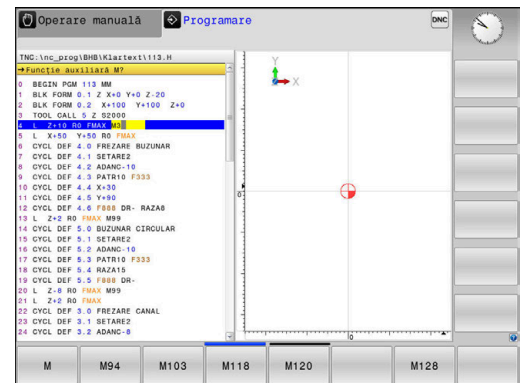 Operare manuală
Programare
DNC
TNC:\nc_prog\BHB\Klartext\113.H
→Funcţie auxiliară M?
0 BEGIN PGM 113 MM
1 BLK FORM 0.1 Z X+0 Y+0 Z-20
2 BLK FORM 0.2 X+100 Y+100 Z+0
3 TOOL CALL 5 Z S2000
4 L Z+10 R0 FMAX M3
5 L X+50 Y+50 R0 FMAX
6 CYCL DEF 4.0 FREZARE BUZUNAR
7 CYCL DEF 4.1 SETARE2
8 CYCL DEF 4.2 ADANC-10
9 CYCL DEF 4.3 PATR10 F333
10 CYCL DEF 4.4 X+30
11 CYCL DEF 4.5 Y+90
12 CYCL DEF 4.6 F888 DR- RAZA8
13 L Z+2 R0 FMAX M99
14 CYCL DEF 5.0 BUZUNAR CIRCULAR
15 CYCL DEF 5.1 SETARE2
16 CYCL DEF 5.2 ADANC-10
17 CYCL DEF 5.3 PATR10 F333
18 CYCL DEF 5.4 RAZA15
19 CYCL DEF 5.5 F888 DR-
20 L Z-8 R0 FMAX M99
21 L Z+2 R0 FMAX
22 CYCL DEF 3.0 FREZARE CANAL
23 CYCL DEF 3.1 SETARE2
24 CYCL DEF 3.2 ADANC-8
Y
X
0
0
M
M94
M103
M118
M120
M128